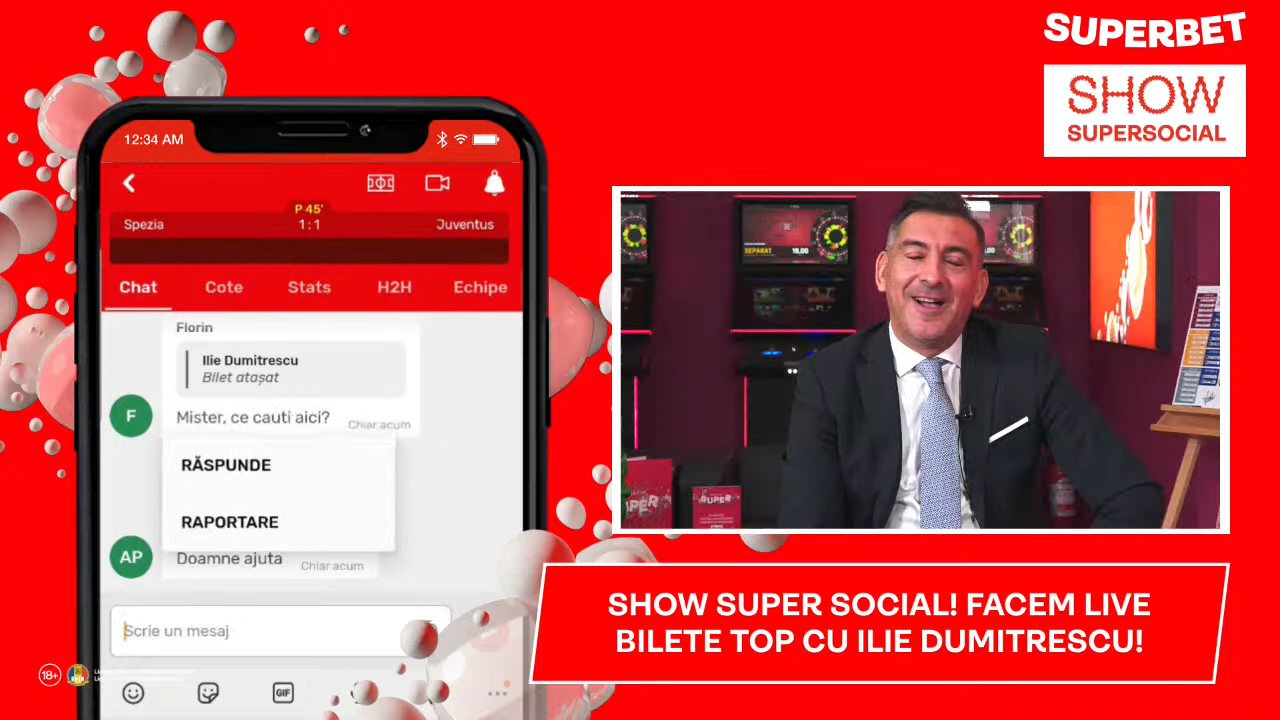 SUPERBET
SHOW
SUPERSOCIAL
12:34 AM
P 45'
Spezia
1:1
Juventus
Chat
Cote
Stats
H2H
Echipe
Florin
Ilie Dumitrescu
Bilet atașat
F
Mister, ce cauti aici?
Chiar acum
RĂSPUNDE
RAPORTARE
AP
Doamne ajuta
Chiar acum
Scrie un mesaj
GIF
18+
SEPARAT
SUPER
SHOW SUPER SOCIAL! FACEM LIVE
BILETE TOP CU ILIE DUMITRESCU!